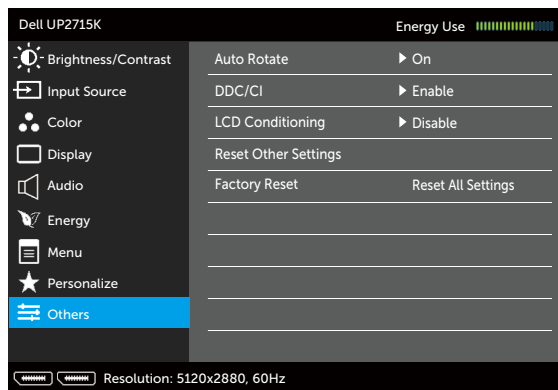 Dell UP2715K Energy Use
Brightness/Contrast Auto Rotate On
Input Source DDC/CI Enable
Color LCD Conditioning Disable
Display Reset Other Settings
Audio Factory Reset Reset All Settings
Energy
Menu
Personalize
Others
Resolution: 5120x2880, 60Hz